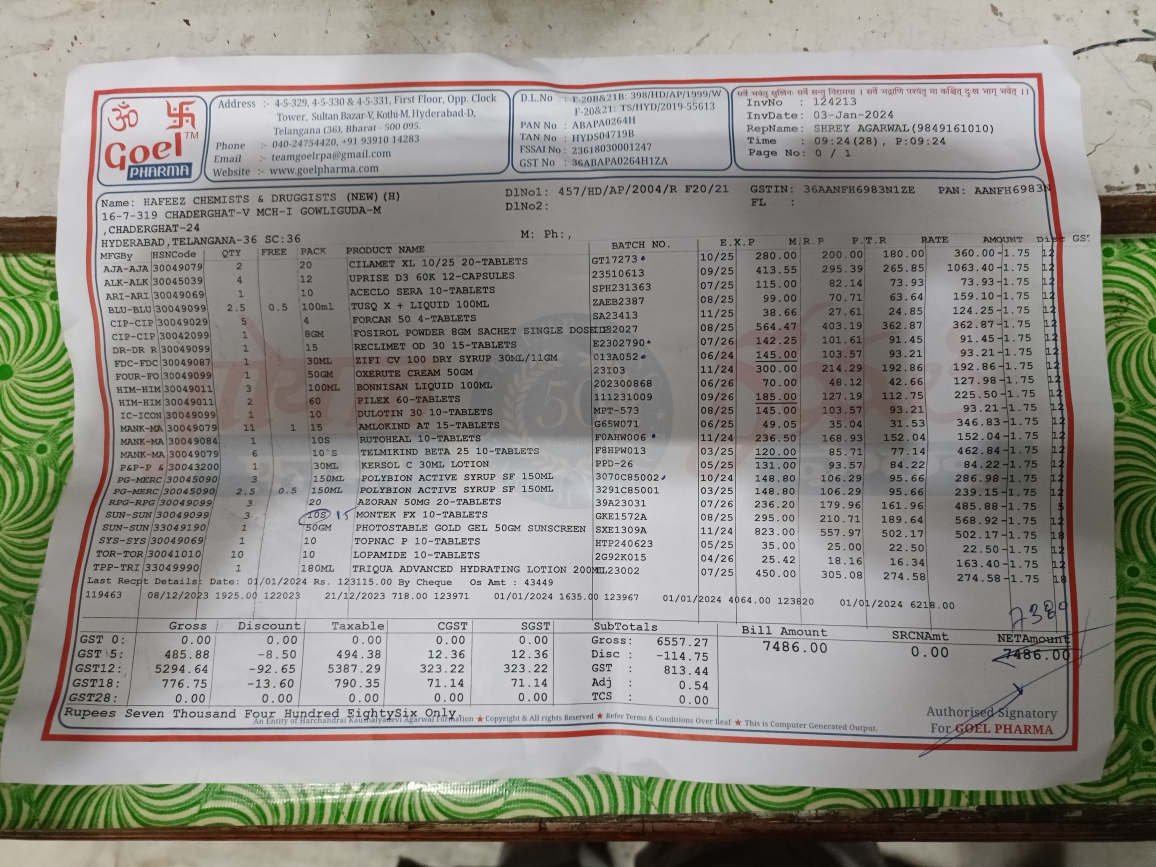 ॐ 卐
Goel TM
PHARMA
Address :- 4-5-329, 4-5-330 & 4-5-331, First Floor, Opp. Clock
Tower, Sultan Bazar-V, Kothi-M, Hyderabad-D,
Telangana (36), Bharat - 500 095.
Phone :- 040-24754420, +91 93910 14283
Email :- teamgoelrpa@gmail.com
Website :- www.goelpharma.com
D.L.No : F-20B&21B: 398/HD/AP/1999/W
F-20&21: TS/HYD/2019-55613
PAN No : ABAPA0264H
TAN No : HYDS04719B
FSSAI No : 23618030001247
GST No : 36ABAPA0264H1ZA
सर्वे भवंतु सुखिनः सर्वे सन्तु निरामया । सर्वे भद्राणि पश्यंतु मा कश्चित् दुःख भाग् भवेत् ।।
InvNo : 124213
InvDate: 03-Jan-2024
RepName: SHREY AGARWAL(9849161010)
Time : 09:24(28), P:09:24
Page No: 0 / 1
Name: HAFEEZ CHEMISTS & DRUGGISTS (NEW)(H)
16-7-319 CHADERGHAT-V MCH-I GOWLIGUDA-M
,CHADERGHAT-24
HYDERABAD,TELANGANA-36 SC:36
DlNo1: 457/HD/AP/2004/R F20/21 GSTIN: 36AANFH6983N1ZE PAN: AANFH6983N
DlNo2: FL :
M: Ph:,
MFGBy HSNCode QTY FREE PACK PRODUCT NAME BATCH NO. E.X.P M.R.P P.T.R RATE AMOUNT Disc GS
AJA-AJA 30049079 2 20 CILAMET XL 10/25 20-TABLETS GT17273 10/25 280.00 200.00 180.00 360.00 -1.75 12
ALK-ALK 30045039 4 12 UPRISE D3 60K 12-CAPSULES 23510613 09/25 413.55 295.39 265.85 1063.40 -1.75 12
ARI-ARI 30049069 1 10 ACECLO SERA 10-TABLETS SPH231363 07/25 115.00 82.14 73.93 73.93 -1.75 12
BLU-BLU 30049099 2.5 0.5 100ml TUSQ X + LIQUID 100ML ZAEB2387 08/25 99.00 70.71 63.64 159.10 -1.75 12
CIP-CIP 30049029 5 4 FORCAN 50 4-TABLETS SA23413 11/25 38.66 27.61 24.85 124.25 -1.75 12
CIP-CIP 30042099 1 8GM FOSIROL POWDER 8GM SACHET SINGLE DOSE 08/25 564.47 403.19 362.87 362.87 -1.75 12
DR-DR R 30049099 1 15 RECLIMET OD 30 15-TABLETS E2302790 07/26 142.25 101.61 91.45 91.45 -1.75 12
FDC-FDC 30049087 1 30ML ZIFI CV 100 DRY SYRUP 30ML/11GM 013A052 06/24 145.00 103.57 93.21 93.21 -1.75 12
FOUR-FO 30049099 1 50GM OXERUTE CREAM 50GM 23I03 11/24 300.00 214.29 192.86 192.86 -1.75 12
HIM-HIM 30049011 3 100ML BONNISAN LIQUID 100ML 202300868 06/26 70.00 48.12 42.66 127.98 -1.75 12
HIM-HIM 30049011 2 60 PILEX 60-TABLETS 111231009 09/26 185.00 127.19 112.75 225.50 -1.75 12
IC-ICON 30049099 1 10 DULOTIN 30 10-TABLETS MPT-573 08/25 145.00 103.57 93.21 93.21 -1.75 12
MANK-MA 30049079 11 1 15 AMLOKIND AT 15-TABLETS G65W071 06/25 49.05 35.04 31.53 346.83 -1.75 12
MANK-MA 30049084 1 10S RUTOHEAL 10-TABLETS F0AHW006 11/24 236.50 168.93 152.04 152.04 -1.75 12
MANK-MA 30049079 6 10`S TELMIKIND BETA 25 10-TABLETS F8HPW013 03/25 120.00 85.71 77.14 462.84 -1.75 12
P&P-P & 30043200 1 30ML KERSOL C 30ML LOTION PPD-26 05/25 131.00 93.57 84.22 84.22 -1.75 12
PG-MERC 30045090 3 150ML POLYBION ACTIVE SYRUP SF 150ML 3070C85002 10/24 148.80 106.29 95.66 286.98 -1.75 12
PG-MERC 30045090 2.5 0.5 150ML POLYBION ACTIVE SYRUP SF 150ML 3291C85001 03/25 148.80 106.29 95.66 239.15 -1.75 12
RPG-RPG 30049099 3 20 AZORAN 50MG 20-TABLETS 39A23031 07/26 236.20 179.96 161.96 485.88 -1.75 5
SUN-SUN 30049099 3 10S 15 MONTEK FX 10-TABLETS GKE1572A 08/25 295.00 210.71 189.64 568.92 -1.75 12
SUN-SUN 33049190 1 50GM PHOTOSTABLE GOLD GEL 50GM SUNSCREEN SXE1309A 11/24 823.00 557.97 502.17 502.17 -1.75 18
SYS-SYS 30049069 1 10 TOPNAC P 10-TABLETS HTP240623 05/25 35.00 25.00 22.50 22.50 -1.75 12
TOR-TOR 30041010 10 10 LOPAMIDE 10-TABLETS 2G92K015 04/26 25.42 18.16 16.34 163.40 -1.75 12
TPP-TRI 33049990 1 180ML TRIQUA ADVANCED HYDRATING LOTION 200ML 07/25 450.00 305.08 274.58 274.58 -1.75 18
Last Recpt Details: Date: 01/01/2024 Rs. 123115.00 By Cheque Os Amt : 43449
119463 08/12/2023 1925.00 122023 21/12/2023 718.00 123971 01/01/2024 1635.00 123967 01/01/2024 4064.00 123820 01/01/2024 6218.00
7380
Gross Discount Taxable CGST SGST
GST 0: 0.00 0.00 0.00 0.00 0.00
GST 5: 485.88 -8.50 494.38 12.36 12.36
GST12: 5294.64 -92.65 5387.29 323.22 323.22
GST18: 776.75 -13.60 790.35 71.14 71.14
GST28: 0.00 0.00 0.00 0.00 0.00
SubTotals
Gross: 6557.27
Disc : -114.75
GST : 813.44
Adj : 0.54
TCS : 0.00
Bill Amount SRCNAmt NETAmount
7486.00 0.00 7486.00
Rupees Seven Thousand Four Hundred EightySix Only.
An Entity of Harchandrai Kaushalyadevi Agarwal Formation ★ Copyright & All rights Reserved ★ Refer Terms & Conditions Over Leaf ★ This is Computer Generated Output.
Authorised Signatory
For GOEL PHARMA